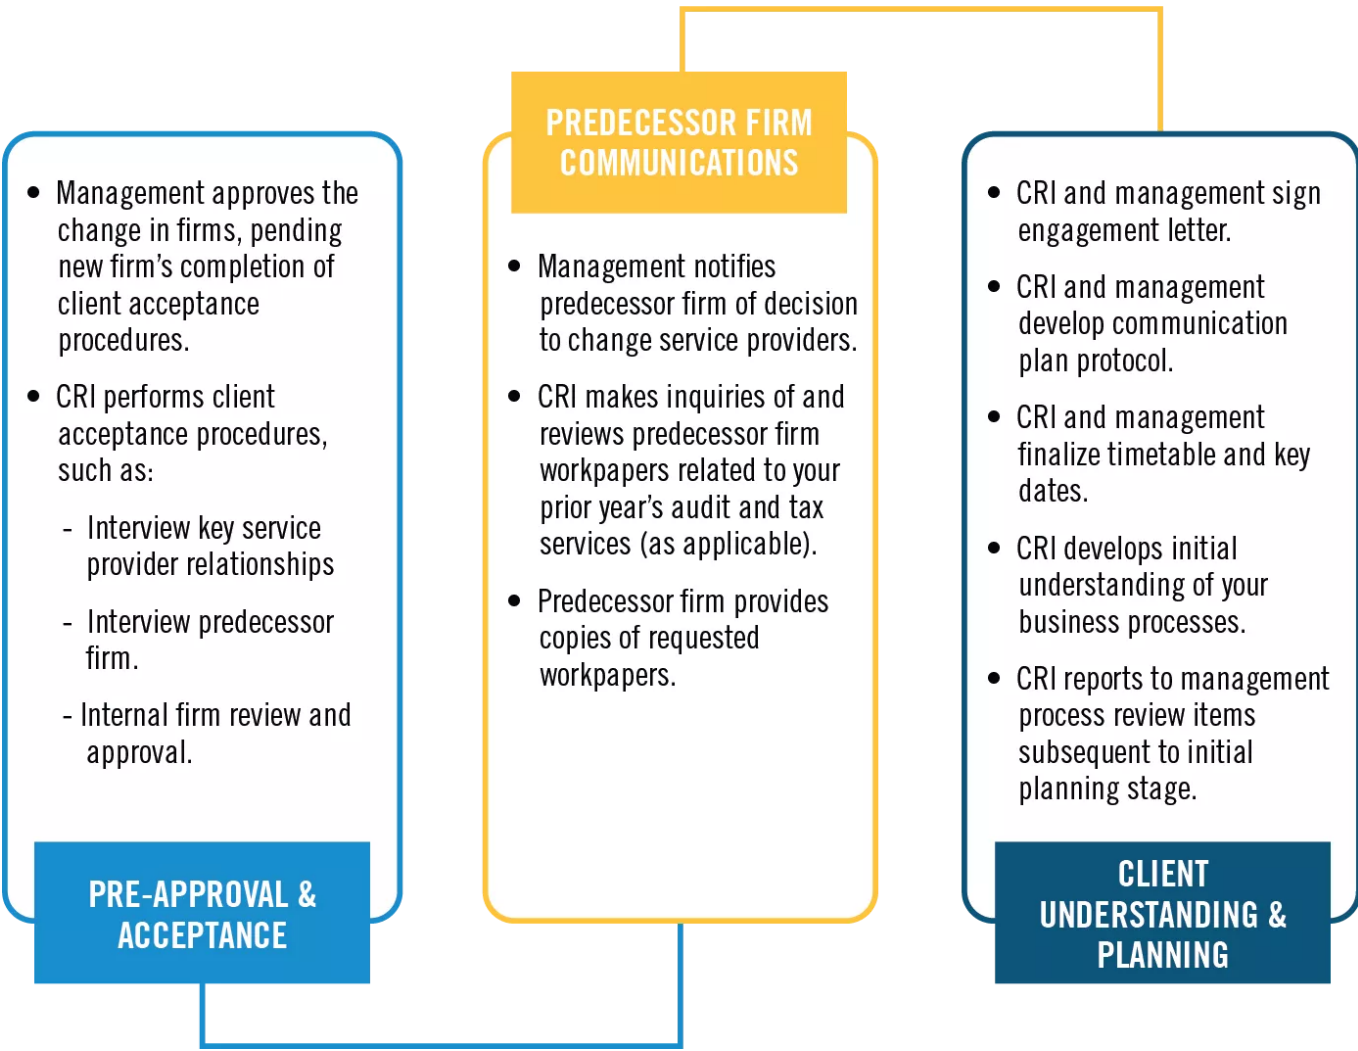 • Management approves the
change in firms, pending
new firm's completion of
client acceptance
procedures.
• CRI performs client
acceptance procedures,
such as:
- Interview key service
provider relationships
- Interview predecessor
firm.
- Internal firm review and
approval.
PRE-APPROVAL &
ACCEPTANCE
PREDECESSOR FIRM
COMMUNICATIONS
• Management notifies
predecessor firm of decision
to change service providers.
• CRI makes inquiries of and
reviews predecessor firm
workpapers related to your
prior year's audit and tax
services (as applicable).
• Predecessor firm provides
copies of requested
workpapers.
• CRI and management sign
engagement letter.
• CRI and management
develop communication
plan protocol.
• CRI and management
finalize timetable and key
dates.
• CRI develops initial
understanding of your
business processes.
• CRI reports to management
process review items
subsequent to initial
planning stage.
CLIENT
UNDERSTANDING &
PLANNING